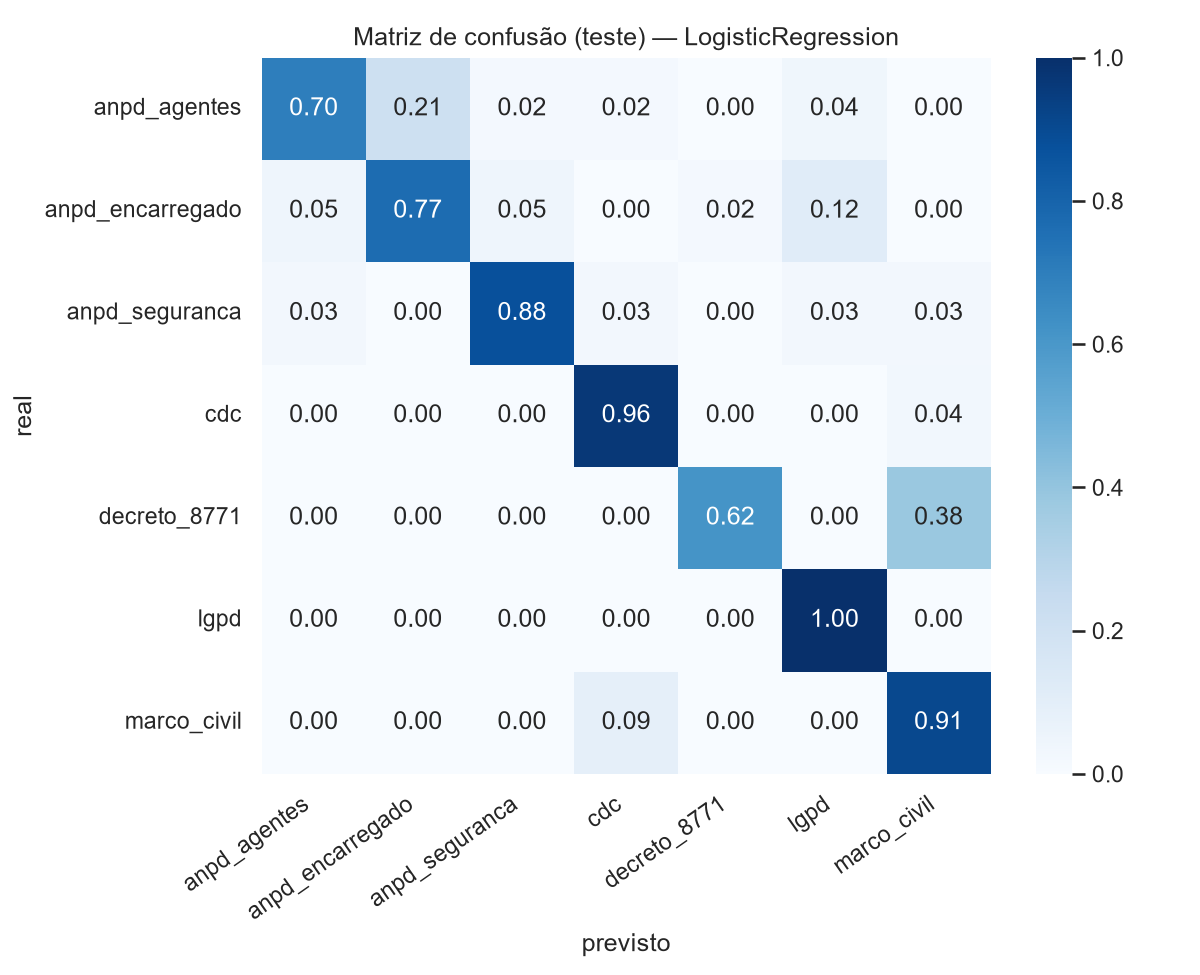 Matriz de confusão (teste) — LogisticRegression
anpd_agentes 0.70 0.21 0.02 0.02 0.00 0.04 0.00
anpd_encarregado 0.05 0.77 0.05 0.00 0.02 0.12 0.00
anpd_seguranca 0.03 0.00 0.88 0.03 0.00 0.03 0.03
cdc 0.00 0.00 0.00 0.96 0.00 0.00 0.04
decreto_8771 0.00 0.00 0.00 0.00 0.62 0.00 0.38
lgpd 0.00 0.00 0.00 0.00 0.00 1.00 0.00
marco_civil 0.00 0.00 0.00 0.09 0.00 0.00 0.91
real
anpd_agentes
anpd_encarregado
anpd_seguranca
cdc
decreto_8771
lgpd
marco_civil
previsto
1.0
0.8
0.6
0.4
0.2
0.0